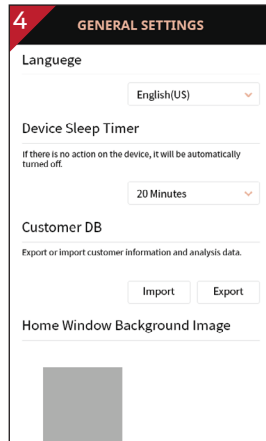 4
GENERAL SETTINGS
Languege
English(US)
Device Sleep Timer
If there is no action on the device, it will be automatically
turned off.
20 Minutes
Customer DB
Export or import customer information and analysis data.
Import Export
Home Window Background Image